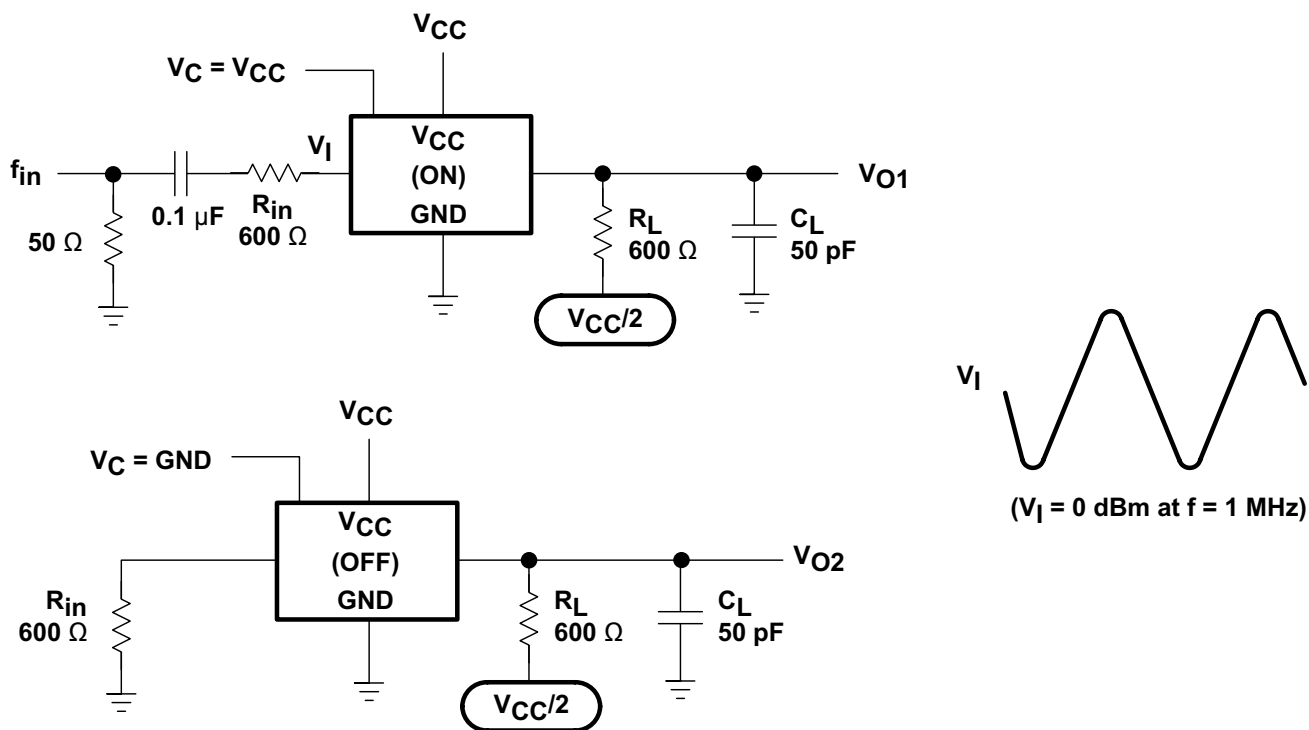 VCC
VC = VCC
VI
VCC
(ON)
GND
fin
0.1 µF
Rin
600 Ω
50 Ω
VO1
RL
600 Ω
CL
50 pF
VCC/2
VI
(VI = 0 dBm at f = 1 MHz)
VCC
VC = GND
VCC
(OFF)
GND
Rin
600 Ω
VO2
RL
600 Ω
CL
50 pF
VCC/2